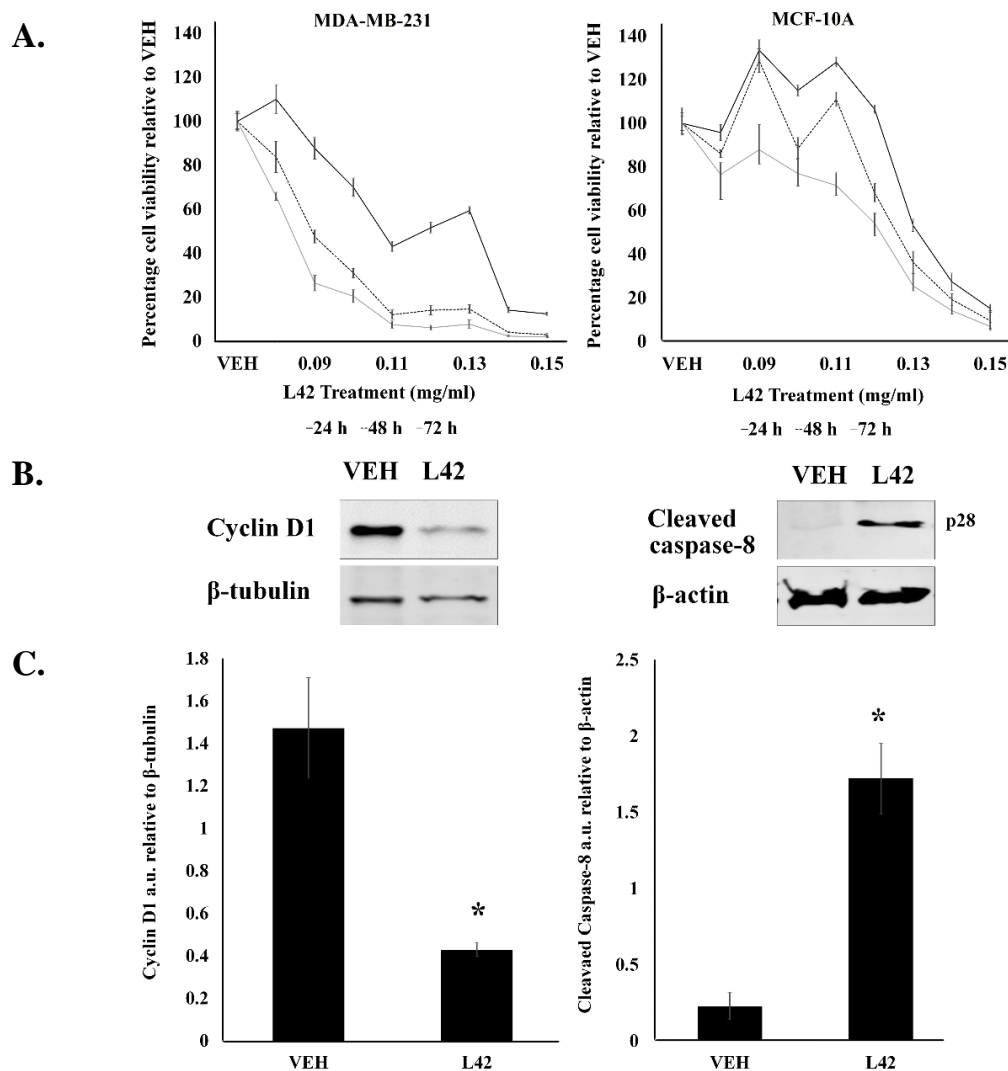 A.
MDA-MB-231
Percentage cell viability relative to VEH
140
120
100
80
60
40
20
0
VEH 0.09 0.11 0.13 0.15
L42 Treatment (mg/ml)
-24 h --48 h -72 h
MCF-10A
Percentage cell viability relative to VEH
140
120
100
80
60
40
20
0
VEH 0.09 0.11 0.13 0.15
L42 Treatment (mg/ml)
-24 h --48 h -72 h
B.
VEH L42
Cyclin D1
β-tubulin
VEH L42
Cleaved
caspase-8
p28
β-actin
C.
Cyclin D1 a.u. relative to β-tubulin
1.8
1.6
1.4
1.2
1
0.8
0.6
0.4
0.2
0
*
VEH L42
Cleavaed Caspase-8 a.u. relative to β-actin
2.5
2
1.5
1
0.5
0
*
VEH L42